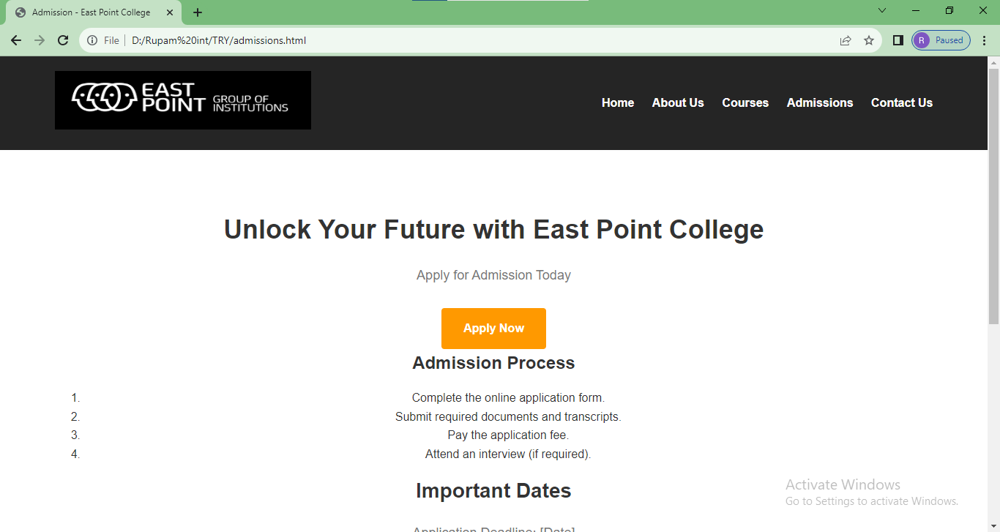 Admission - East Point College
File D:/Rupam%20int/TRY/admissions.html
R Paused
EAST
POINT GROUP OF
INSTITUTIONS
Home About Us Courses Admissions Contact Us
Unlock Your Future with East Point College
Apply for Admission Today
Apply Now
Admission Process
1. Complete the online application form.
2. Submit required documents and transcripts.
3. Pay the application fee.
4. Attend an interview (if required).
Important Dates
Application Deadline: [Date]
Activate Windows
Go to Settings to activate Windows.